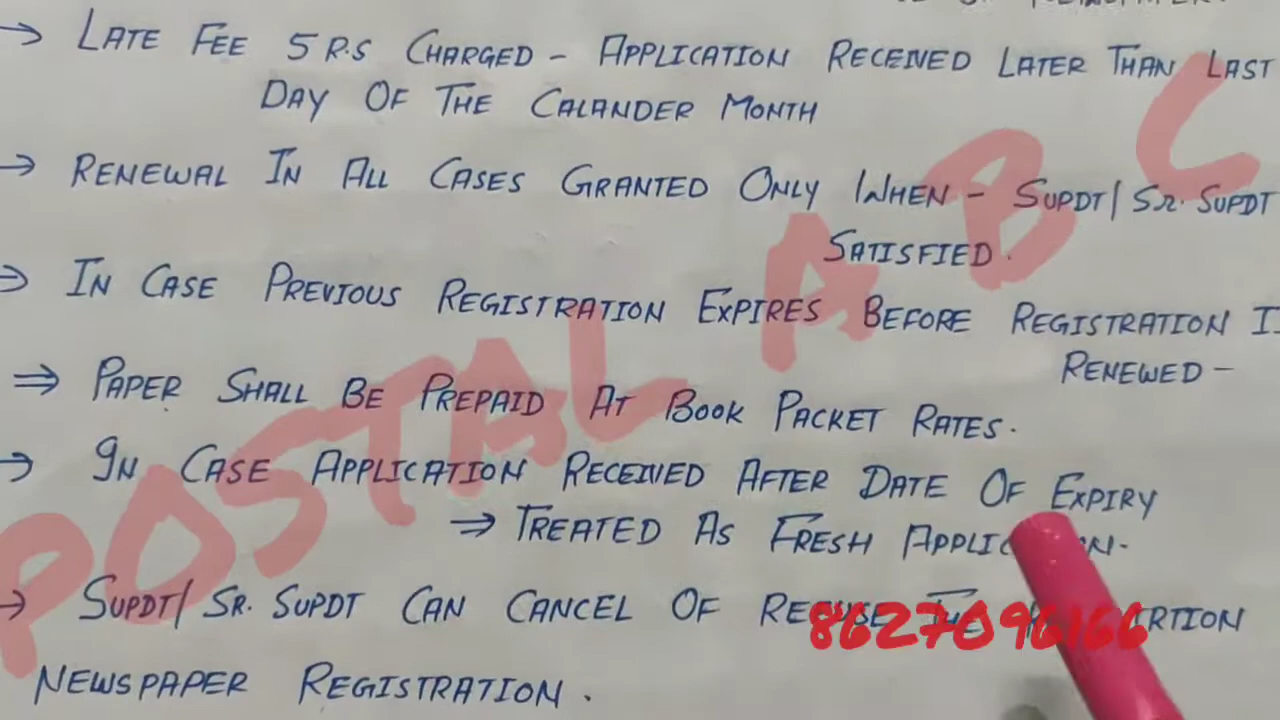 → LATE FEE 5 R.S CHARGED - APPLICATION RECEIVED LATER THAN LAST
DAY OF THE CALANDER MONTH
→ RENEWAL IN ALL CASES GRANTED ONLY WHEN - SUPDT/SR. SUPDT
SATISFIED.
→ IN CASE PREVIOUS REGISTRATION EXPIRES BEFORE REGISTRATION
RENEWED -
⇒ PAPER SHALL BE PREPAID AT BOOK PACKET RATES.
→ IN CASE APPLICATION RECEIVED AFTER DATE OF EXPIRY
⇒ TREATED AS FRESH
→ SUPDT/SR. SUPDT CAN CANCEL OF THE
NEWSPAPER REGISTRATION.
POSTAL ABC
8627096166